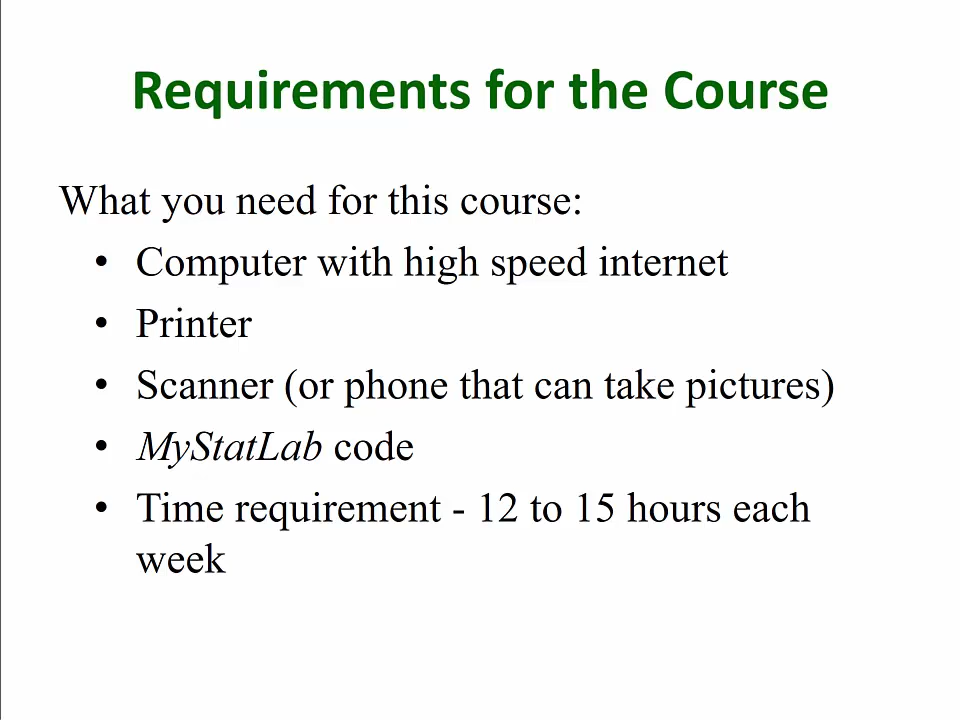 Requirements for the Course
What you need for this course:
• Computer with high speed internet
• Printer
• Scanner (or phone that can take pictures)
• MyStatLab code
• Time requirement - 12 to 15 hours each
week